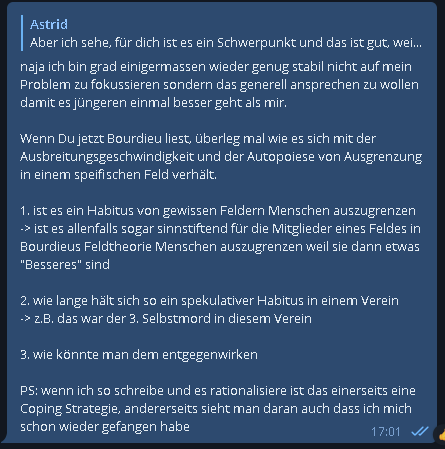 Astrid
Aber ich sehe, für dich ist es ein Schwerpunkt und das ist gut, wei...
naja ich bin grad einigermassen wieder genug stabil nicht auf mein
Problem zu fokussieren sondern das generell ansprechen zu wollen
damit es jüngeren einmal besser geht als mir.
Wenn Du jetzt Bourdieu liest, überleg mal wie es sich mit der
Ausbreitungsgeschwindigkeit und der Autopoiese von Ausgrenzung
in einem speifischen Feld verhält.
1. ist es ein Habitus von gewissen Feldern Menschen auszugrenzen
-> ist es allenfalls sogar sinnstiftend für die Mitglieder eines Feldes in
Bourdieus Feldtheorie Menschen auszugrenzen weil sie dann etwas
"Besseres" sind
2. wie lange hält sich so ein spekulativer Habitus in einem Verein
-> z.B. das war der 3. Selbstmord in diesem Verein
3. wie könnte man dem entgegenwirken
PS: wenn ich so schreibe und es rationalisiere ist das einerseits eine
Coping Strategie, andererseits sieht man daran auch dass ich mich
schon wieder gefangen habe
17:01